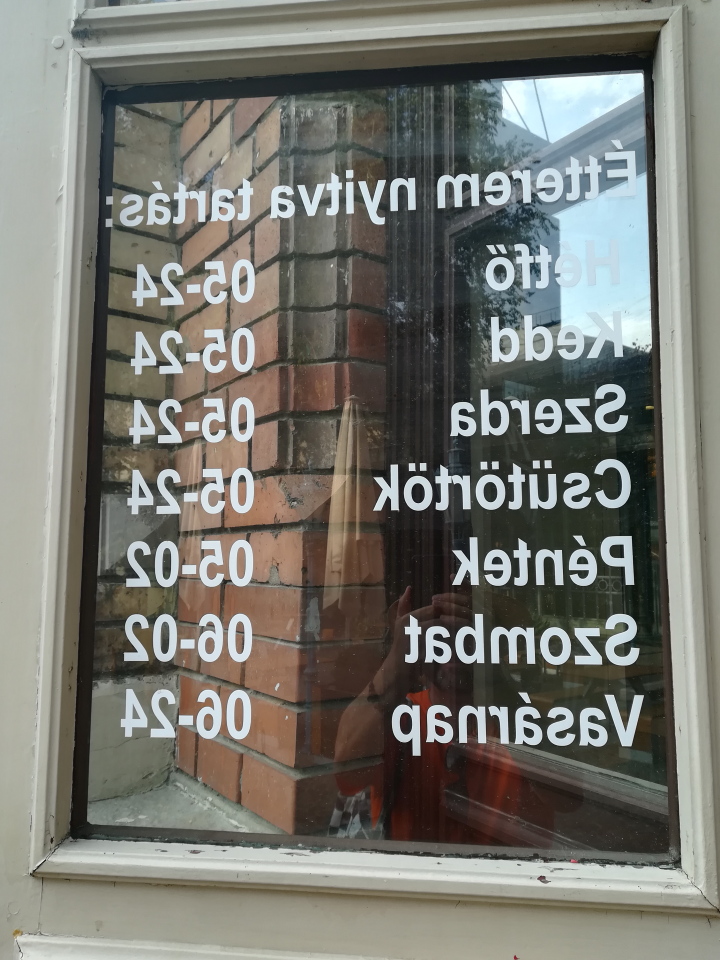 Étterem nyitva tartás:
Hétfő 05-24
Kedd 05-24
Szerda 05-24
Csütörtök 05-24
Péntek 05-02
Szombat 06-02
Vasárnap 06-24